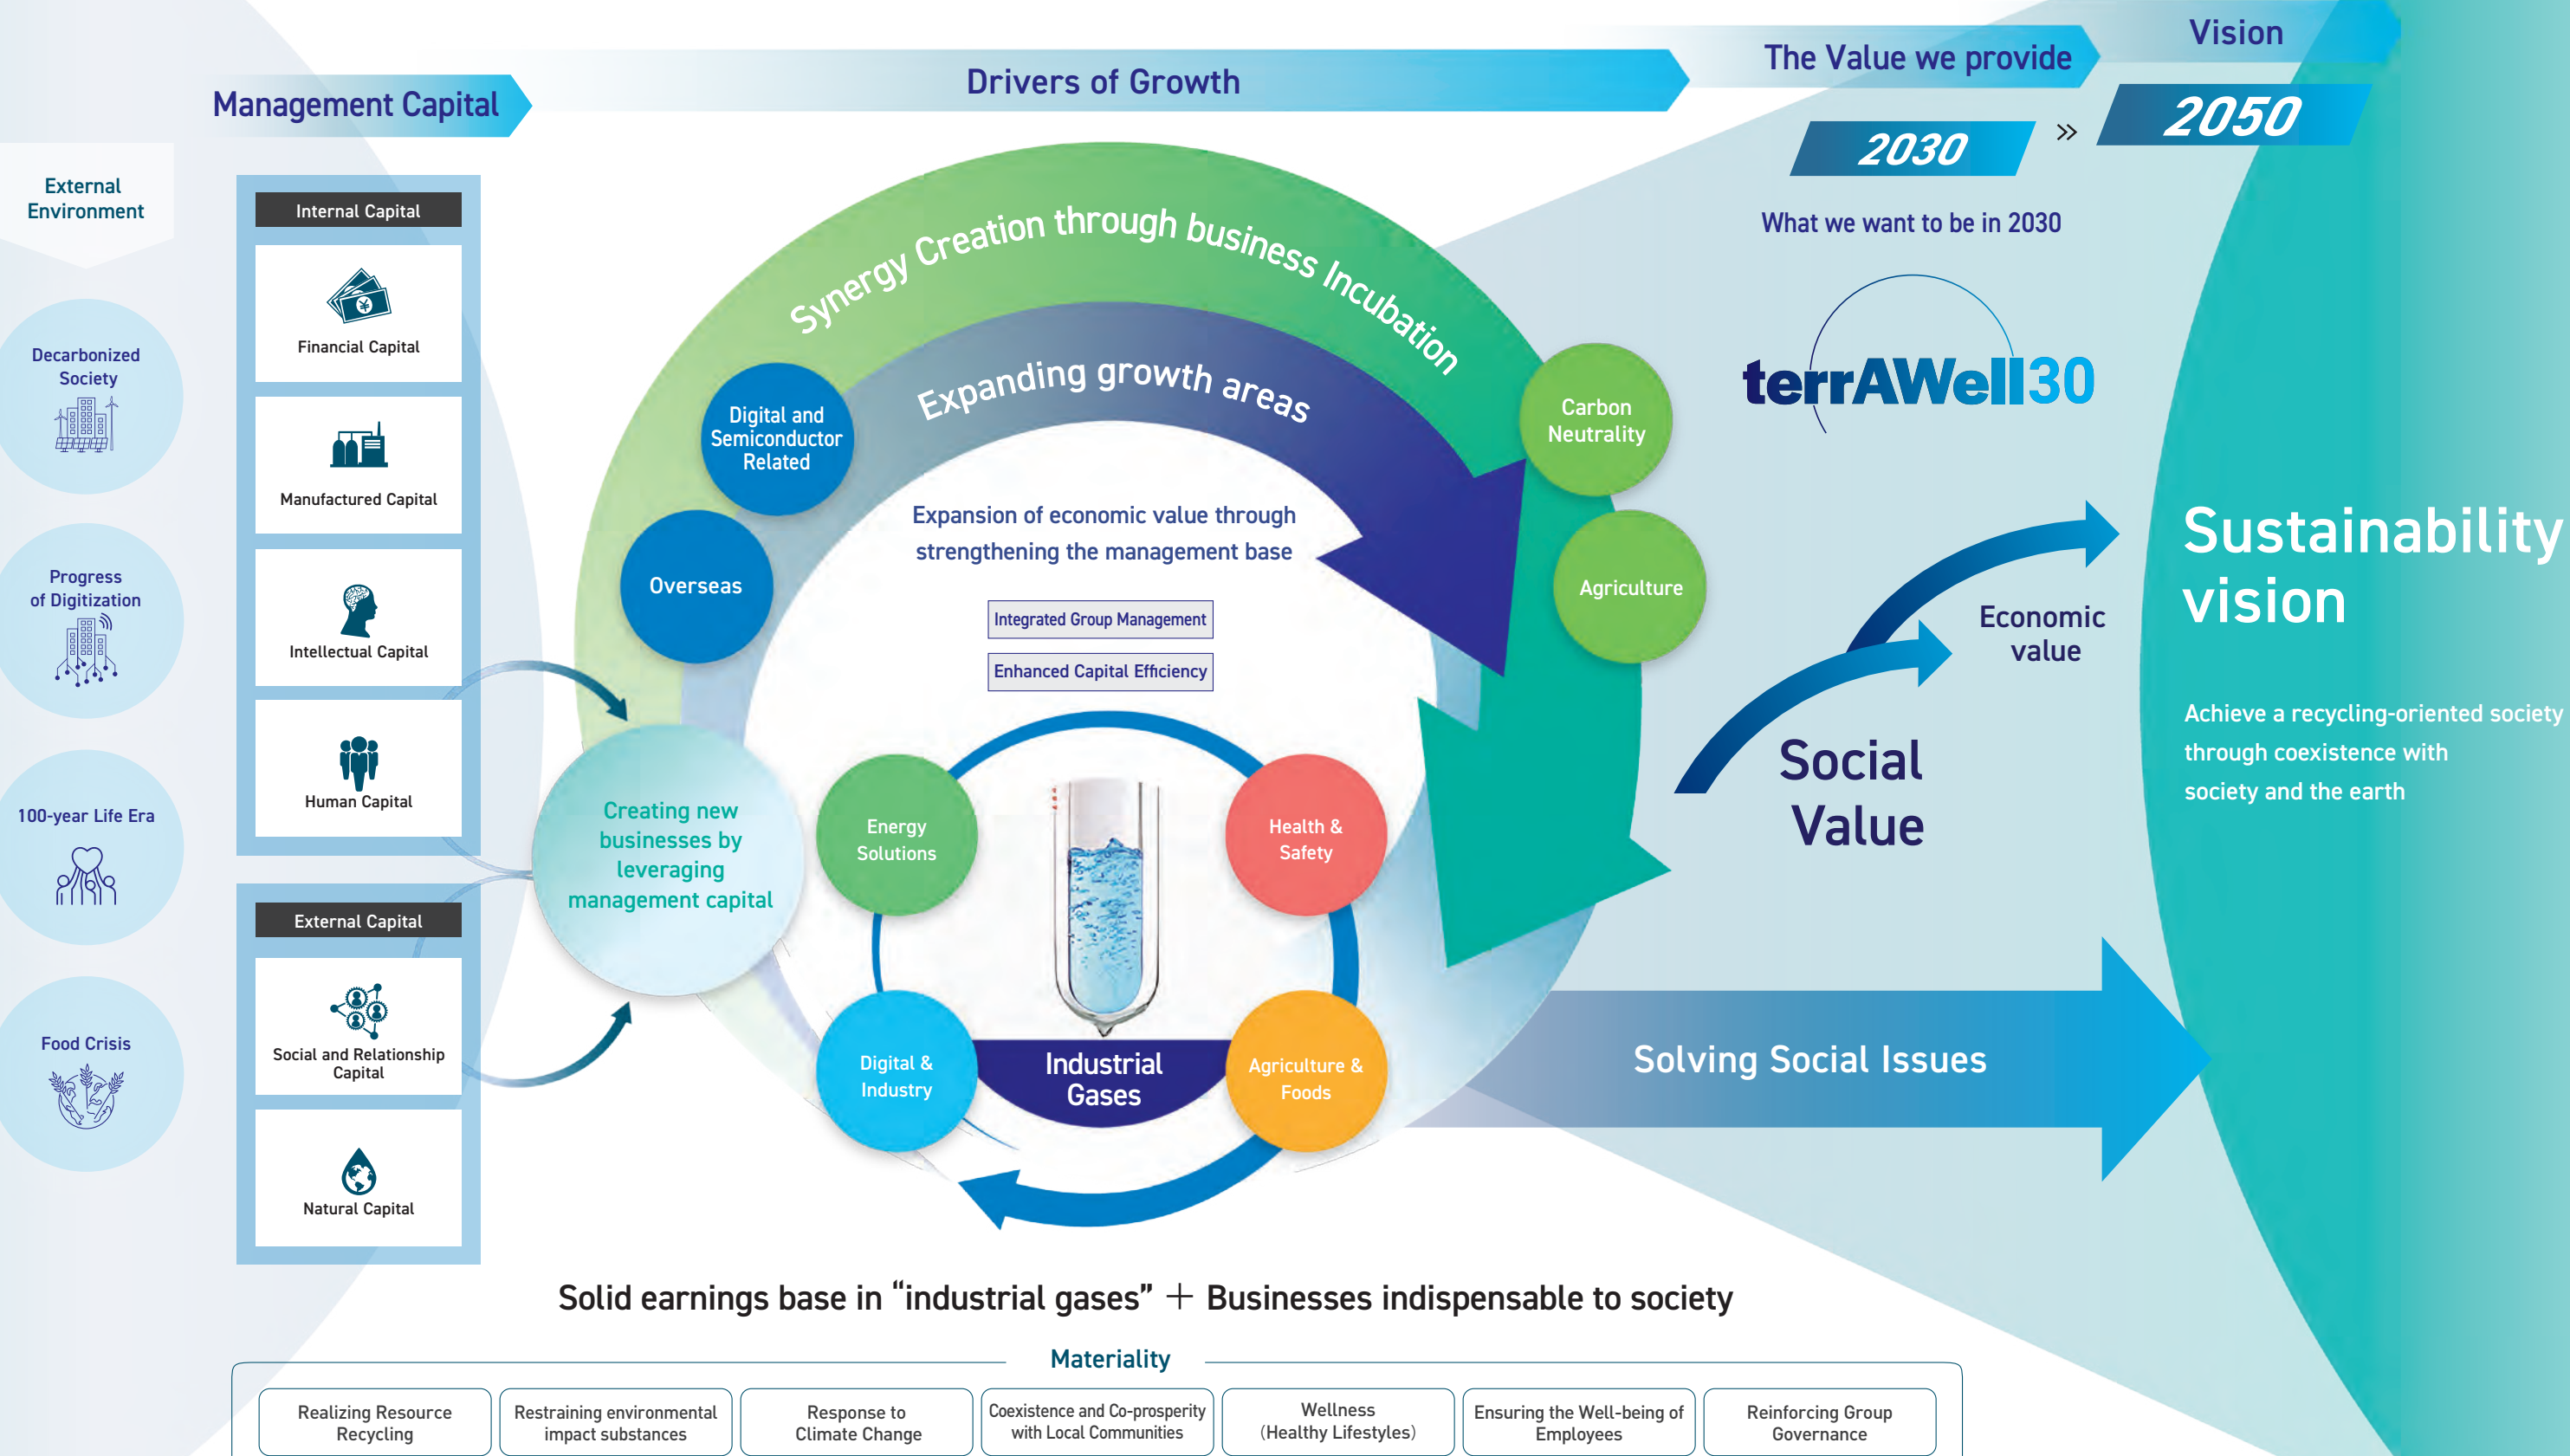 Management Capital
Drivers of Growth
The Value we provide
Vision
2030
»
2050
External
Environment
Decarbonized
Society
Progress
of Digitization
100-year Life Era
Food Crisis
Internal Capital
Financial Capital
Manufactured Capital
Intellectual Capital
Human Capital
External Capital
Social and Relationship
Capital
Natural Capital
Synergy Creation through business Incubation
Expanding growth areas
Digital and
Semiconductor
Related
Overseas
Carbon
Neutrality
Agriculture
Expansion of economic value through
strengthening the management base
Integrated Group Management
Enhanced Capital Efficiency
Creating new
businesses by
leveraging
management capital
Energy
Solutions
Health &
Safety
Digital &
Industry
Industrial
Gases
Agriculture &
Foods
What we want to be in 2030
terrAWell30
Economic
value
Social
Value
Solving Social Issues
Sustainability
vision
Achieve a recycling-oriented society
through coexistence with
society and the earth
Solid earnings base in “industrial gases” + Businesses indispensable to society
Materiality
Realizing Resource
Recycling
Restraining environmental
impact substances
Response to
Climate Change
Coexistence and Co-prosperity
with Local Communities
Wellness
(Healthy Lifestyles)
Ensuring the Well-being of
Employees
Reinforcing Group
Governance